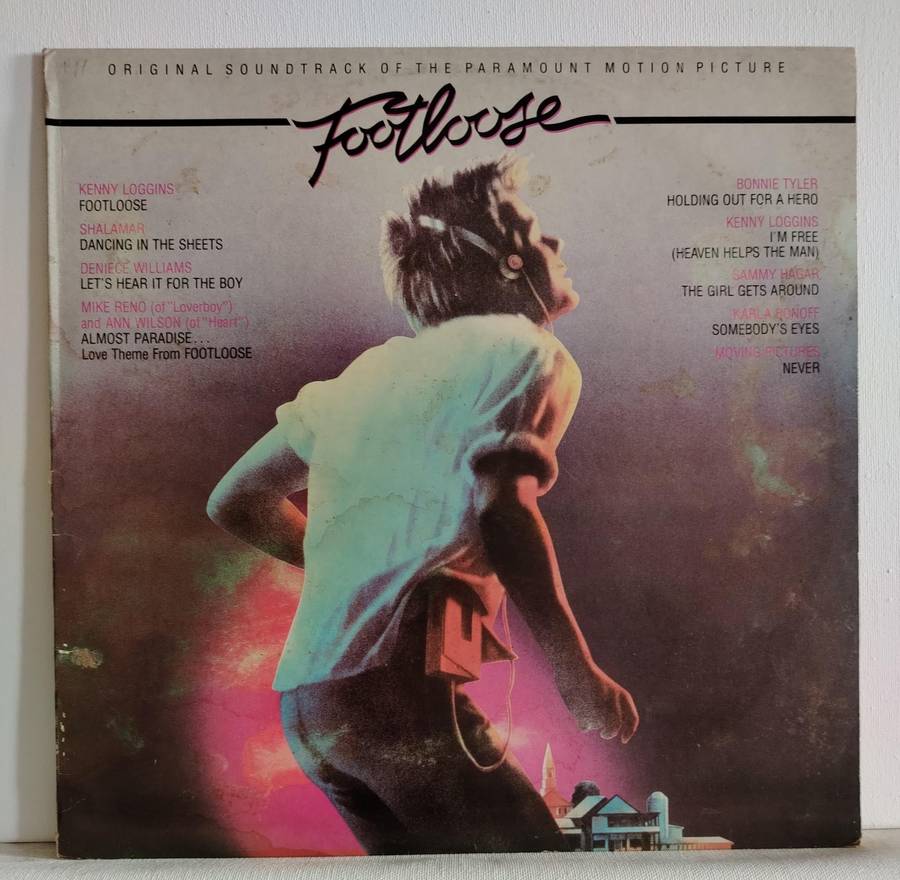 ORIGINAL SOUNDTRACK OF THE PARAMOUNT MOTION PICTURE
Footloose
KENNY LOGGINS
FOOTLOOSE
SHALAMAR
DANCING IN THE SHEETS
DENIECE WILLIAMS
LET'S HEAR IT FOR THE BOY
MIKE RENO (of "Loverboy")
and ANN WILSON (of "Heart")
ALMOST PARADISE...
Love Theme From FOOTLOOSE
BONNIE TYLER
HOLDING OUT FOR A HERO
KENNY LOGGINS
I'M FREE
(HEAVEN HELPS THE MAN)
SAMMY HAGAR
THE GIRL GETS AROUND
KARLA BONOFF
SOMEBODY'S EYES
MOVING PICTURES
NEVER